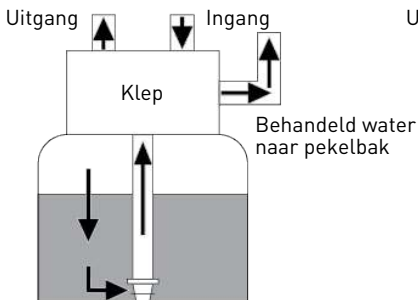 Uitgang
Ingang
U
Klep
Behandeld water
naar pekelbak